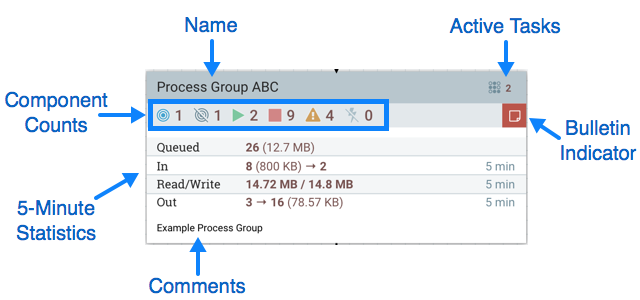 Name
Active Tasks
Process Group ABC
2
Component
Counts
1 1 2 9 4 0
Bulletin
Indicator
Queued 26 (12.7 MB)
In 8 (800 KB) → 2 5 min
Read/Write 14.72 MB / 14.8 MB 5 min
Out 3 → 16 (78.57 KB) 5 min
5-Minute
Statistics
Example Process Group
Comments